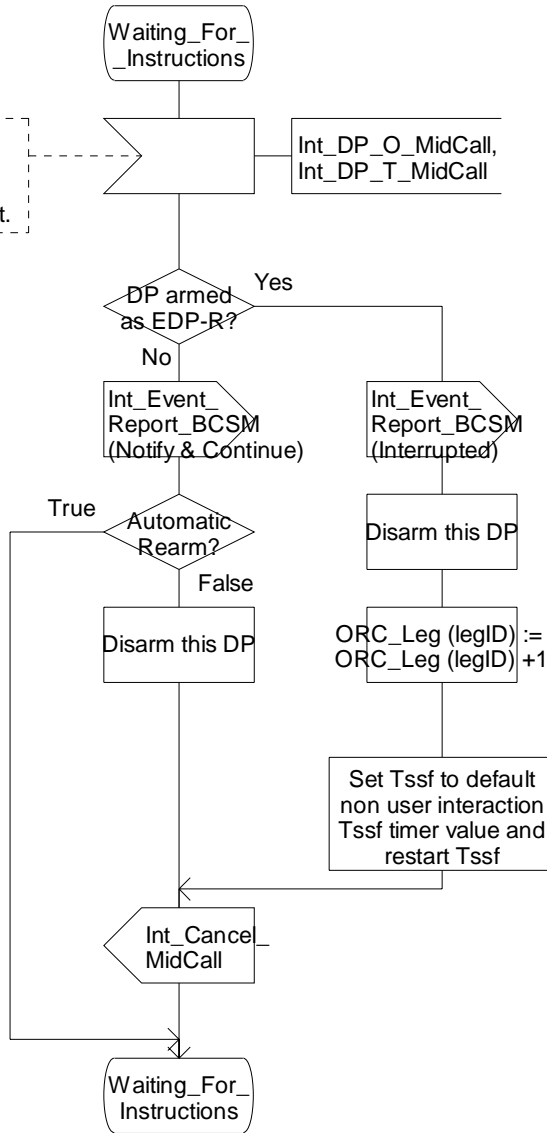 Waiting_For_
_Instructions
t.
Int_DP_O_MidCall,
Int_DP_T_MidCall
DP armed
as EDP-R?
Yes
No
Int_Event_
Report_BCSM
(Notify & Continue)
Int_Event_
Report_BCSM
(Interrupted)
True
Automatic
Rearm?
False
Disarm this DP
Disarm this DP
ORC_Leg (legID) :=
ORC_Leg (legID) +1
Set Tssf to default
non user interaction
Tssf timer value and
restart Tssf
Int_Cancel_
MidCall
Waiting_For_
Instructions